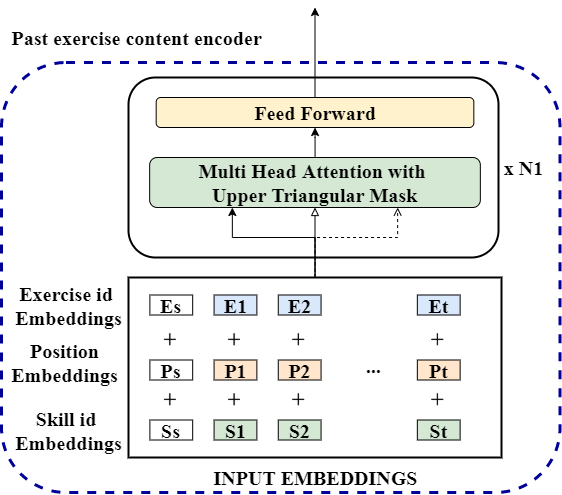 Past exercise content encoder
Feed Forward
Multi Head Attention with
Upper Triangular Mask
x N1
Exercise id
Embeddings
Es E1 E2 Et
+ + + +
Position
Embeddings
Ps P1 P2 ... Pt
+ + + +
Skill id
Embeddings
Ss S1 S2 St
INPUT EMBEDDINGS